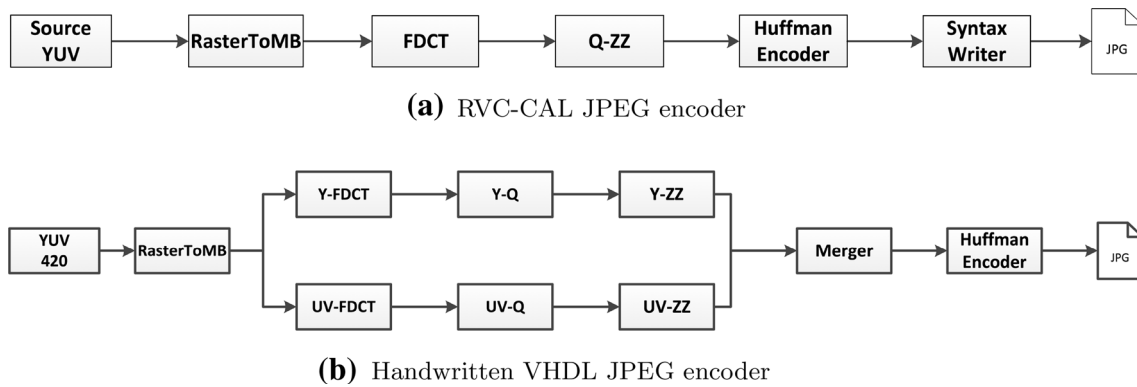 Source
YUV
RasterToMB
FDCT
Q-ZZ
Huffman
Encoder
Syntax
Writer
JPG
(a) RVC-CAL JPEG encoder
YUV
420
RasterToMB
Y-FDCT
Y-Q
Y-ZZ
UV-FDCT
UV-Q
UV-ZZ
Merger
Huffman
Encoder
JPG
(b) Handwritten VHDL JPEG encoder